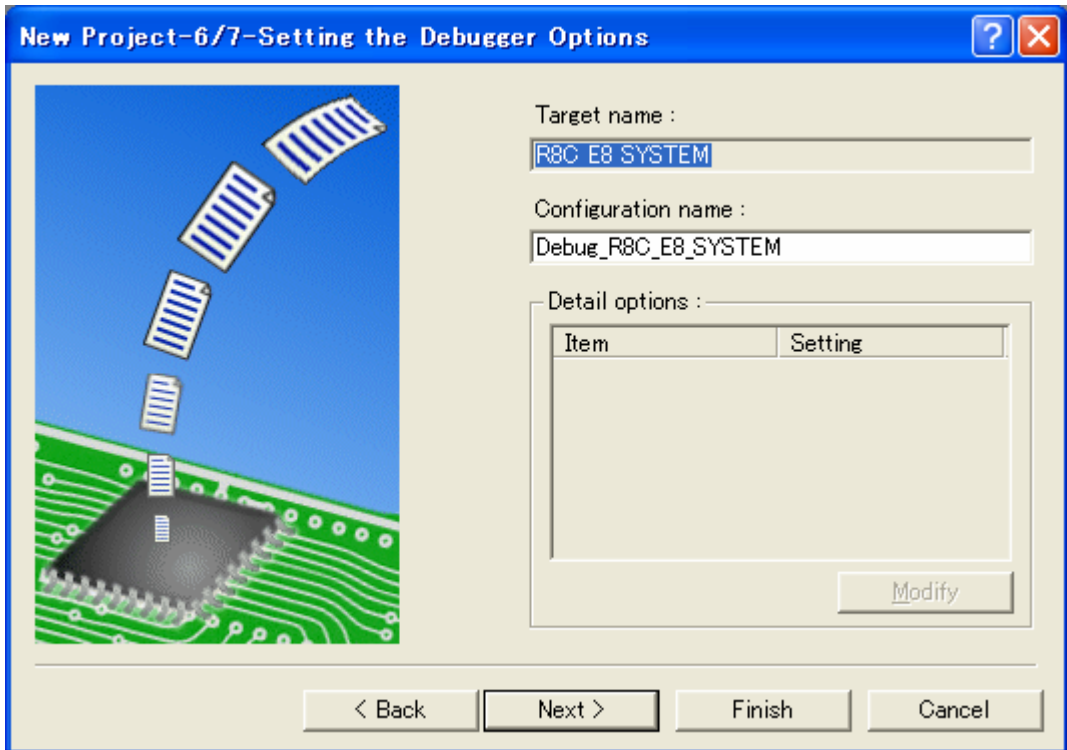 New Project-6/7-Setting the Debugger Options
Target name :
R8C E8 SYSTEM
Configuration name :
Debug_R8C_E8_SYSTEM
Detail options :
Item Setting
Modify
< Back Next > Finish Cancel